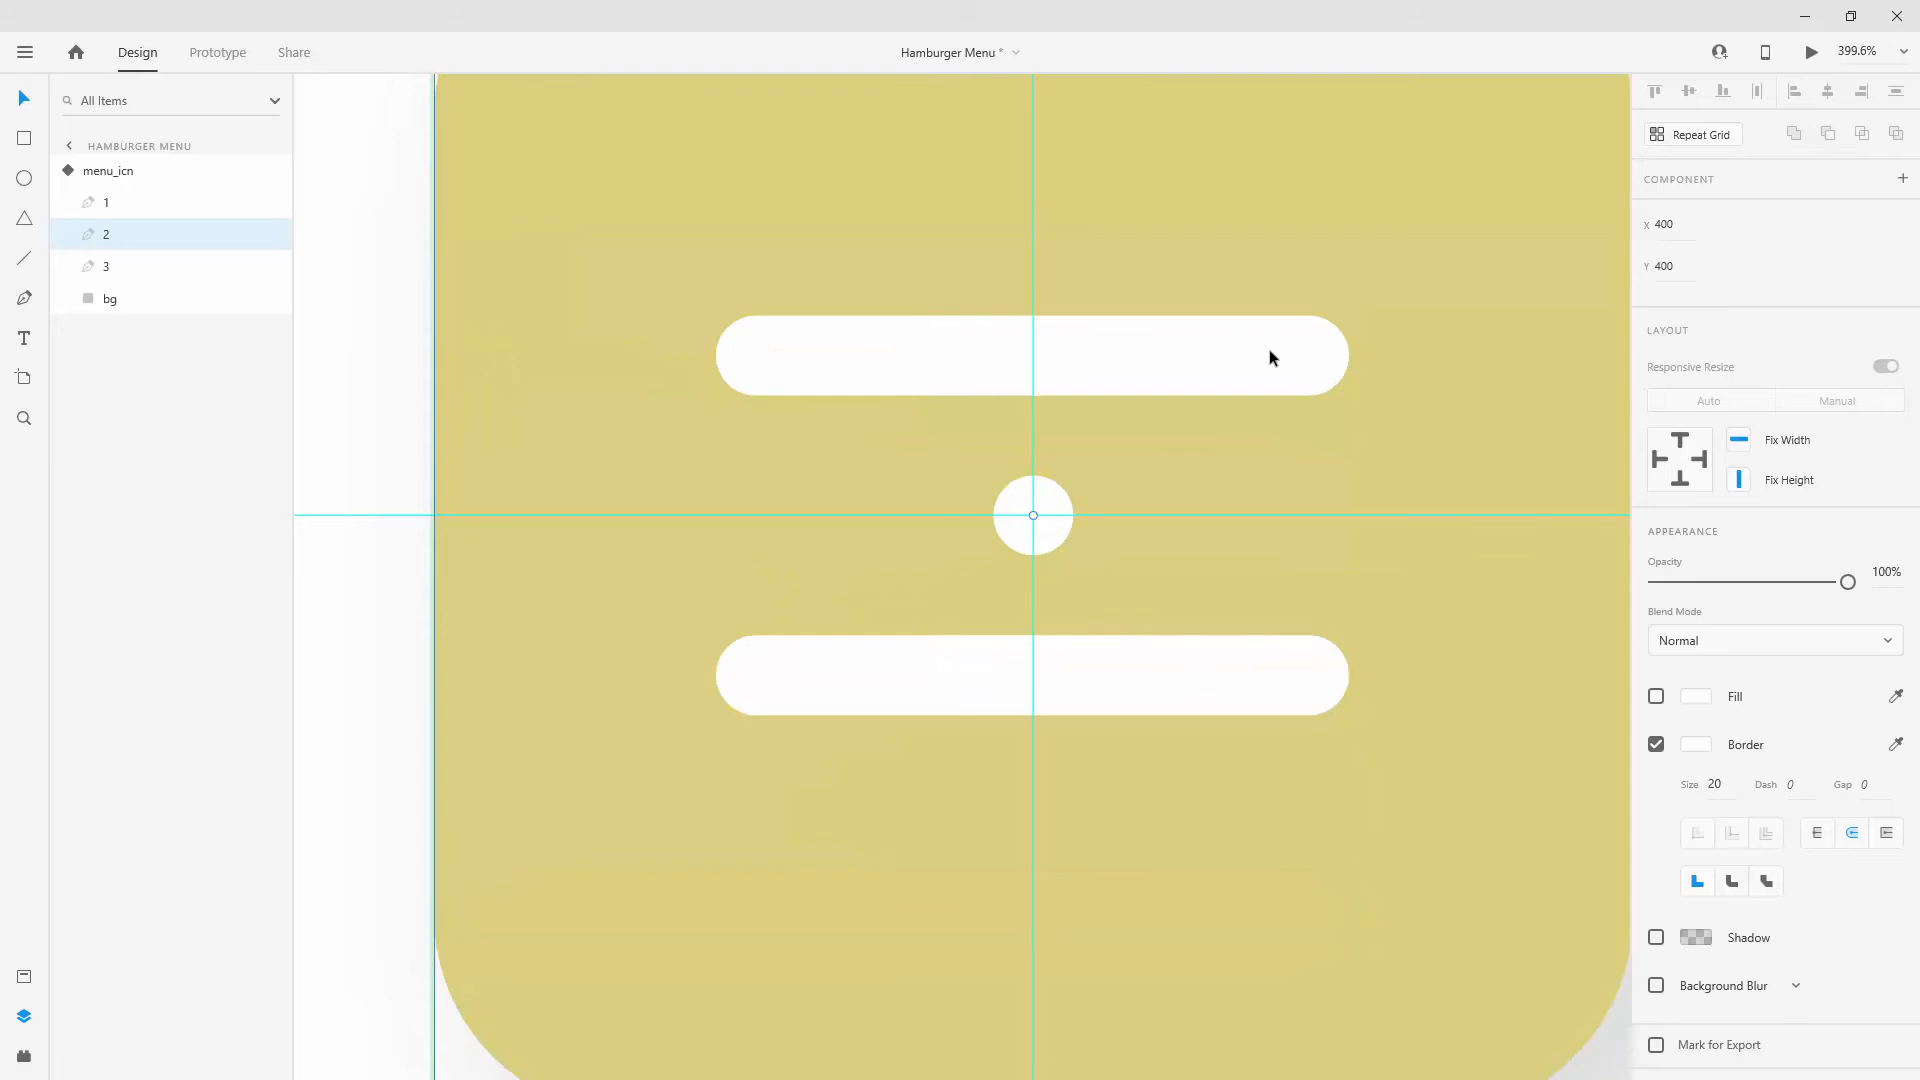 Design Prototype Share Hamburger Menu * 399.6%
All Items
HAMBURGER MENU
menu_icn
1
2
3
bg
Repeat Grid
COMPONENT
X 400
Y 400
LAYOUT
Responsive Resize
Auto Manual
Fix Width
Fix Height
APPEARANCE
Opacity
100%
Blend Mode
Normal
Fill
Border
Size 20 Dash 0 Gap 0
Shadow
Background Blur
Mark for Export